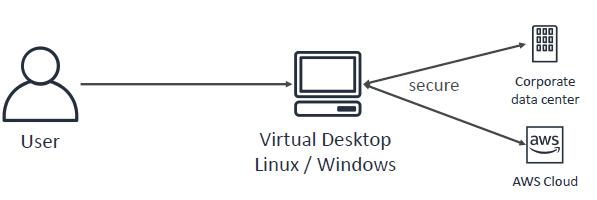 User
Virtual Desktop
Linux / Windows
secure
Corporate
data center
aws
AWS Cloud